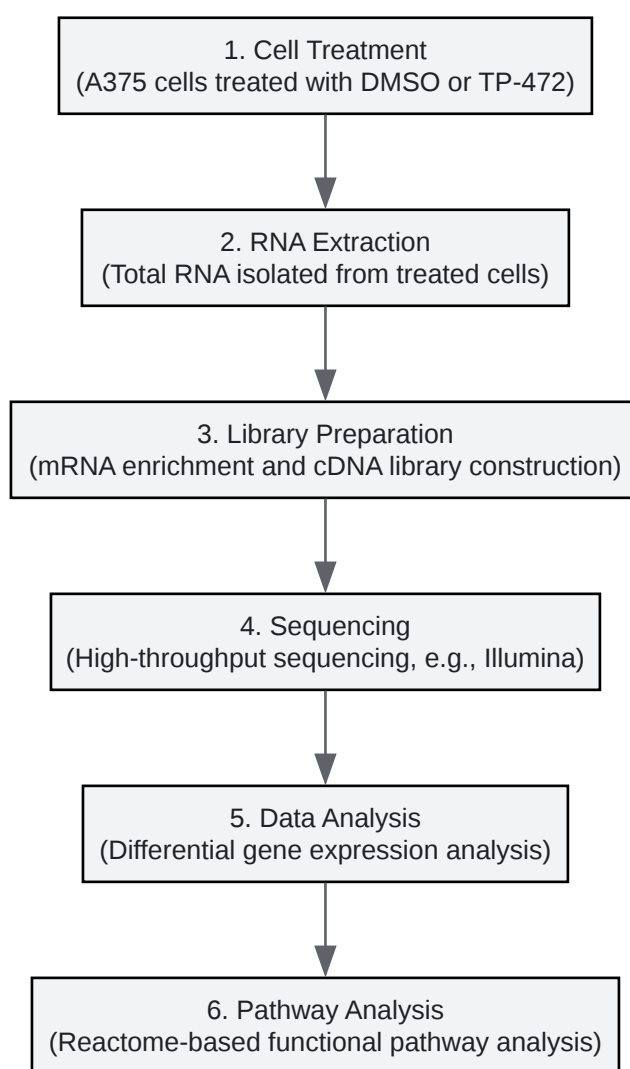 1. Cell Treatment
(A375 cells treated with DMSO or TP-472)
2. RNA Extraction
(Total RNA isolated from treated cells)
3. Library Preparation
(mRNA enrichment and cDNA library construction)
4. Sequencing
(High-throughput sequencing, e.g., Illumina)
5. Data Analysis
(Differential gene expression analysis)
6. Pathway Analysis
(Reactome-based functional pathway analysis)